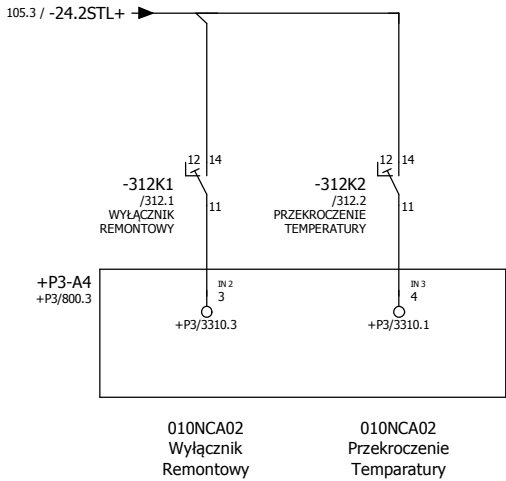 105.3 / -24.2STL+
12 14
12 14
-312K1
/312.1
WYŁĄCZNIK
REMONTOWY
11
-312K2
/312.2
PRZEKROCZENIE
TEMPERATURY
11
+P3-A4
+P3/800.3
IN 2
3
+P3/3310.3
IN 3
4
+P3/3310.1
010NCA02
Wyłącznik
Remontowy
010NCA02
Przekroczenie
Temparatury